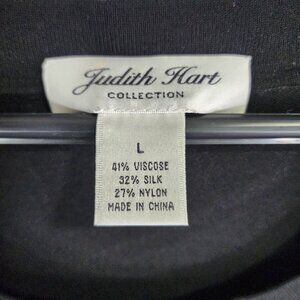 Judith Hart
COLLECTION
L
41% VISCOSE
32% SILK
27% NYLON
MADE IN CHINA